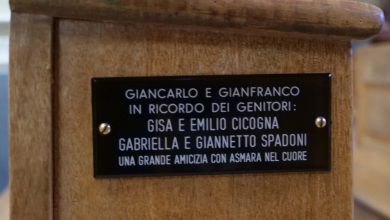 GIANCARLO E GIANFRANCO
IN RICORDO DEI GENITORI:
GISA E EMILIO CICOGNA
GABRIELLA E GIANNETTO SPADONI
UNA GRANDE AMICIZIA CON ASMARA NEL CUORE